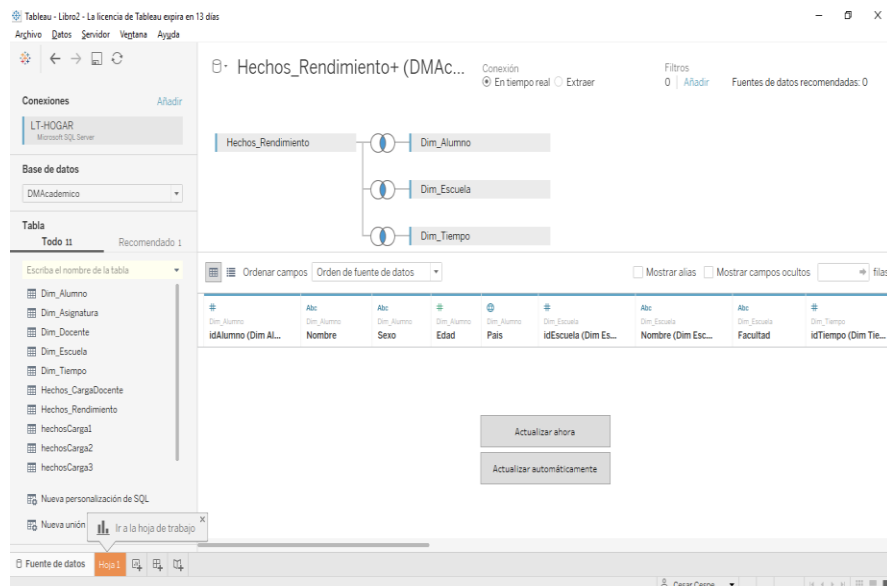 Tableau - Libro2 - La licencia de Tableau expira en 13 días
Archivo Datos Servidor Ventana Ayuda
Conexiones Añadir
LT-HOGAR
Microsoft SQL Server
Base de datos
DMAcademico
Tabla
Todo 11 Recomendado 1
Escriba el nombre de la tabla
Dim_Alumno
Dim_Asignatura
Dim_Docente
Dim_Escuela
Dim_Tiempo
Hechos_CargaDocente
Hechos_Rendimiento
hechosCarga1
hechosCarga2
hechosCarga3
Nueva personalización de SQL
Nueva unión
Ir a la hoja de trabajo x
Hechos_Rendimiento+ (DMAc...
Conexión
En tiempo real Extraer
Filtros
0 Añadir
Fuentes de datos recomendadas: 0
Hechos_Rendimiento Dim_Alumno
Dim_Escuela
Dim_Tiempo
Ordenar campos Orden de fuente de datos Mostrar alias Mostrar campos ocultos filas
# Abc Abc # # Abc Abc #
Dim_Alumno Dim_Alumno Dim_Alumno Dim_Alumno Dim_Alumno Dim_Escuela Dim_Escuela Dim_Escuela Dim_Tiempo
idAlumno (Dim Al... Nombre Sexo Edad Pais idEscuela (Dim Es... Nombre (Dim Esc... Facultad idTiempo (Dim Tie...
Actualizar ahora
Actualizar automáticamente
Fuente de datos Hoja 1
Cesar Cespe